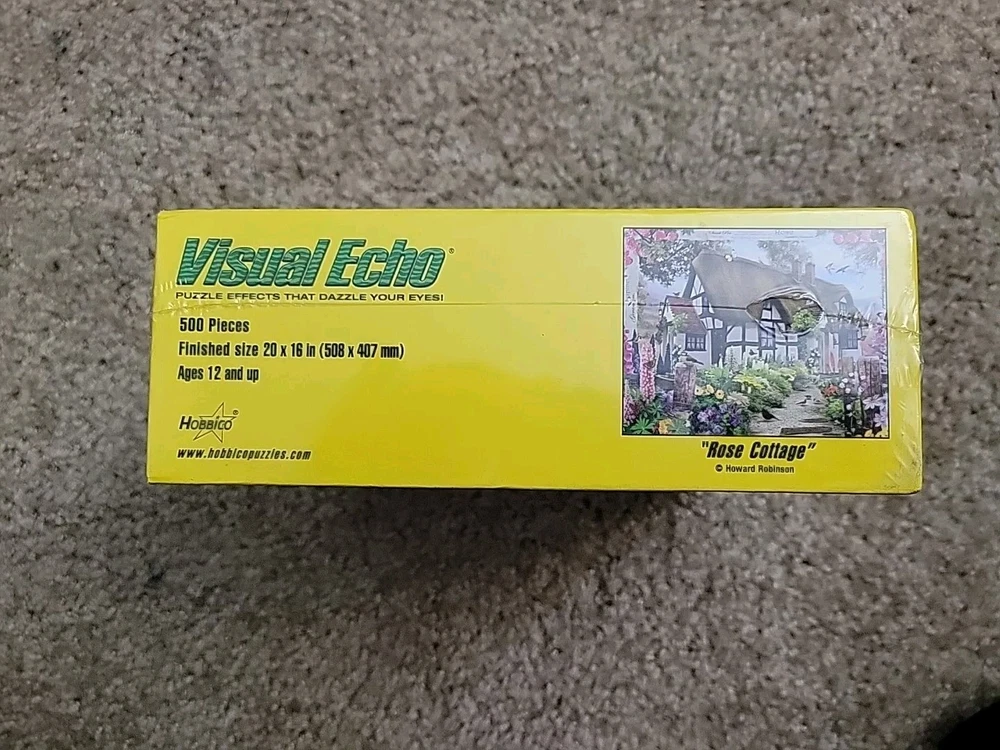 Visual Echo®
PUZZLE EFFECTS THAT DAZZLE YOUR EYES!
500 Pieces
Finished size 20 x 16 in (508 x 407 mm)
Ages 12 and up
HOBBICO®
www.hobbicopuzzles.com
"Rose Cottage"
© Howard Robinson